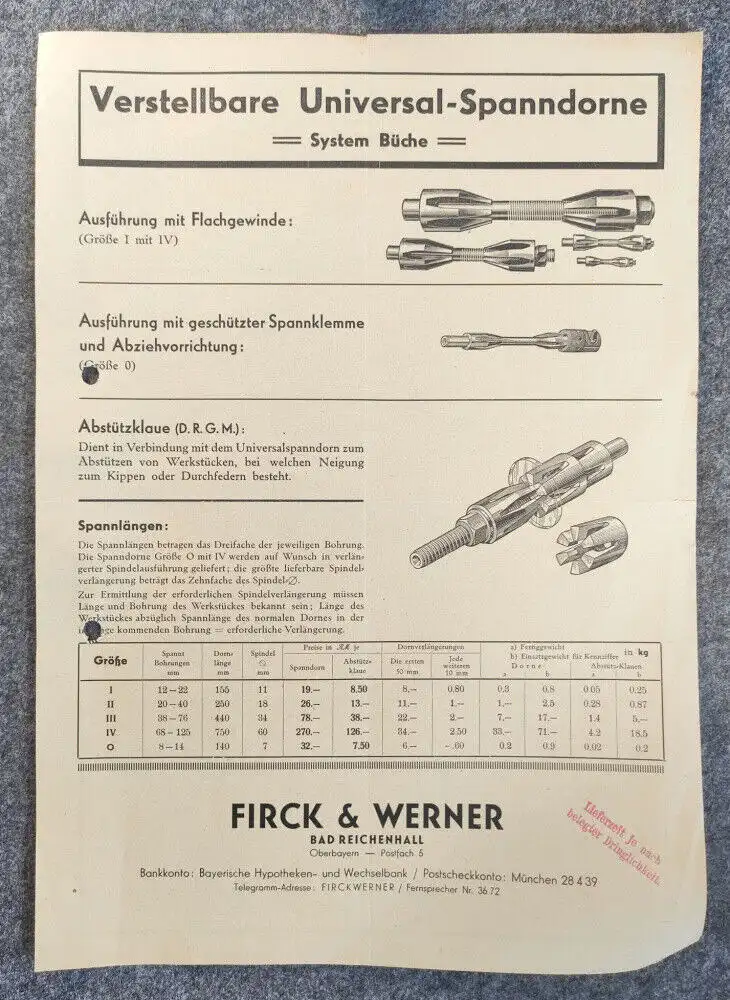 Verstellbare Universal-Spanndorne
System Büche
Ausführung mit Flachgewinde:
(Größe I mit IV)
Ausführung mit geschützter Spannklemme
und Abziehvorrichtung:
(Größe 0)
Abstützklaue (D. R. G. M.):
Dient in Verbindung mit dem Universalspanndorn zum
Abstützen von Werkstücken, bei welchen Neigung
zum Kippen oder Durchfedern besteht.
Spannlängen:
Die Spannlängen betragen das Dreifache der jeweiligen Bohrung.
Die Spanndorne Größe O mit IV werden auf Wunsch in verlän-
gerter Spindelausführung geliefert; die größte lieferbare Spindel-
verlängerung beträgt das Zehnfache des Spindel-∅.
Zur Ermittlung der erforderlichen Spindelverlängerung müssen
Länge und Bohrung des Werkstückes bekannt sein; Länge des
Werkstückes abzüglich Spannlänge des normalen Dornes in der
in ge kommenden Bohrung = erforderliche Verlängerung.
Größe Spannt Bohrungen mm Dorn- länge mm Spindel ∅ mm Preise in RM je Spanndorn Abstütz- klaue Dornverlängerungen Die ersten 50 mm Jede weiteren 10 mm a) Fertiggewicht b) Einsatzgewicht für Kennziffer in kg Dorne a b Abstütz-Klauen a b
I 12–22 155 11 19.— 8.50 8.— 0.80 0.3 0.8 0.05 0.25
II 20–40 250 18 26.— 13.— 11.— 1.— 1.— 2.5 0.28 0.87
III 38–76 440 34 78.— 38.— 22.— 2.— 7.— 17.— 1.4 5.—
IV 68–125 750 60 270.— 126.— 34.— 2.50 33.— 71.— 4.2 18.5
O 8–14 140 7 32.— 7.50 6.— –.60 0.2 0.9 0.02 0.2
FIRCK & WERNER
BAD REICHENHALL
Oberbayern — Postfach 5
Bankkonto: Bayerische Hypotheken- und Wechselbank / Postscheckkonto: München 28 4 39
Telegramm-Adresse: FIRCKWERNER / Fernsprecher Nr. 36 72
Lieferzeit je nach
belegter Dringlichkeit